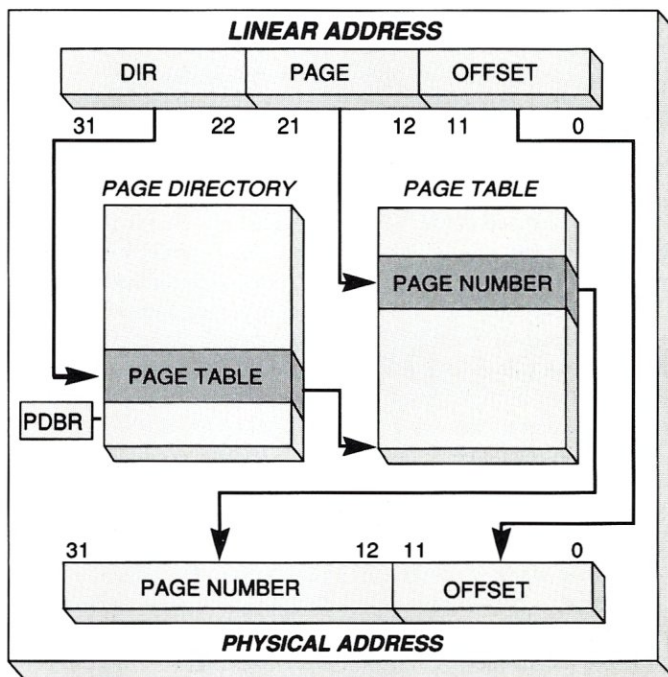 LINEAR ADDRESS
DIR PAGE OFFSET
31 22 21 12 11 0
PAGE DIRECTORY PAGE TABLE
PAGE NUMBER
PAGE TABLE
PDBR
31 12 11 0
PAGE NUMBER OFFSET
PHYSICAL ADDRESS